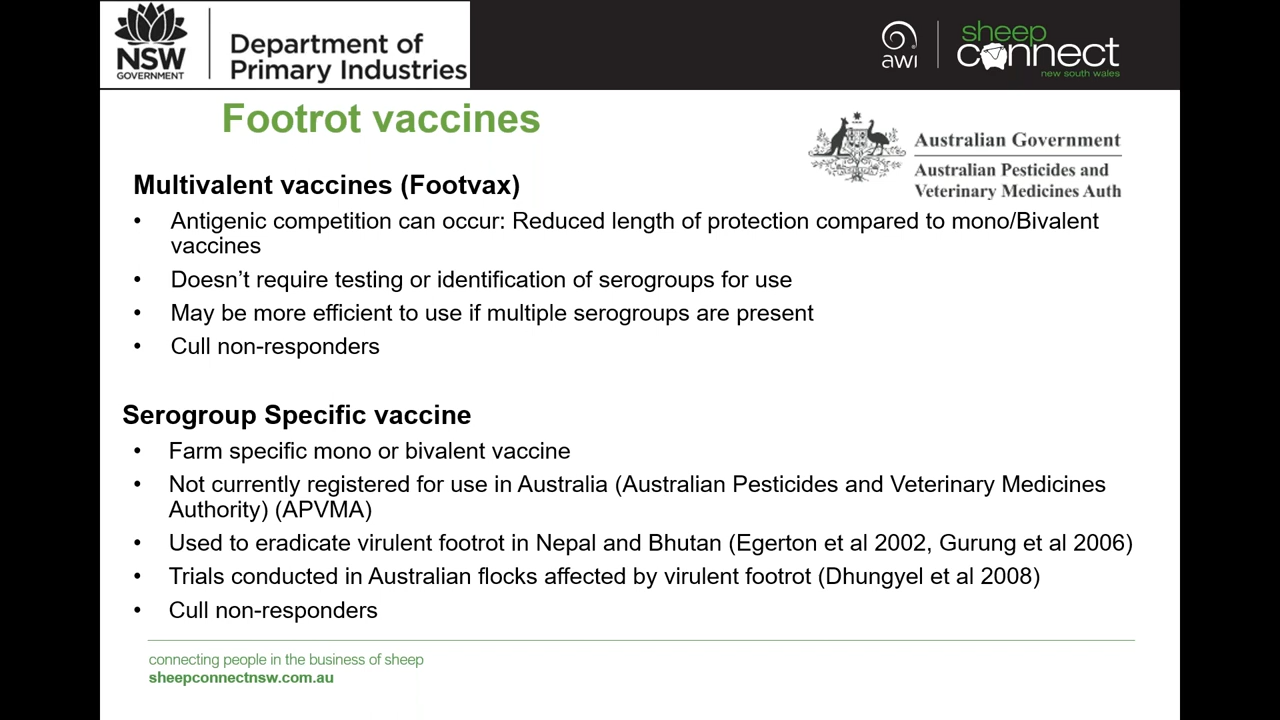 NSW
GOVERNMENT
Department of
Primary Industries
awi
sheep
connect
new south wales
Footrot vaccines
Australian Government
Australian Pesticides and
Veterinary Medicines Auth
Multivalent vaccines (Footvax)
• Antigenic competition can occur: Reduced length of protection compared to mono/Bivalent
vaccines
• Doesn’t require testing or identification of serogroups for use
• May be more efficient to use if multiple serogroups are present
• Cull non-responders
Serogroup Specific vaccine
• Farm specific mono or bivalent vaccine
• Not currently registered for use in Australia (Australian Pesticides and Veterinary Medicines
Authority) (APVMA)
• Used to eradicate virulent footrot in Nepal and Bhutan (Egerton et al 2002, Gurung et al 2006)
• Trials conducted in Australian flocks affected by virulent footrot (Dhungyel et al 2008)
• Cull non-responders
connecting people in the business of sheep
sheepconnectnsw.com.au